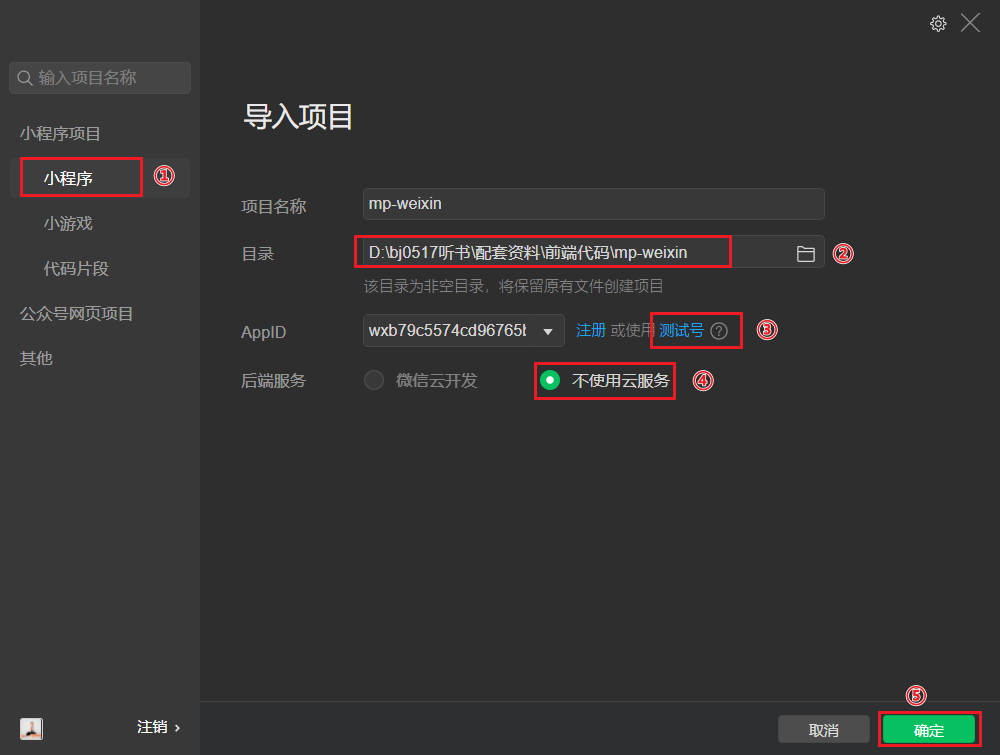 输入项目名称
小程序项目
小程序 ①
小游戏
代码片段
公众号网页项目
其他
注销
导入项目
项目名称 mp-weixin
目录 D:\bj0517听书\配套资料\前端代码\mp-weixin ②
该目录为非空目录，将保留原有文件创建项目
AppID wxb79c5574cd96765b 注册 或使用 测试号 ? ③
后端服务 微信云开发 不使用云服务 ④
⑤
取消 确定